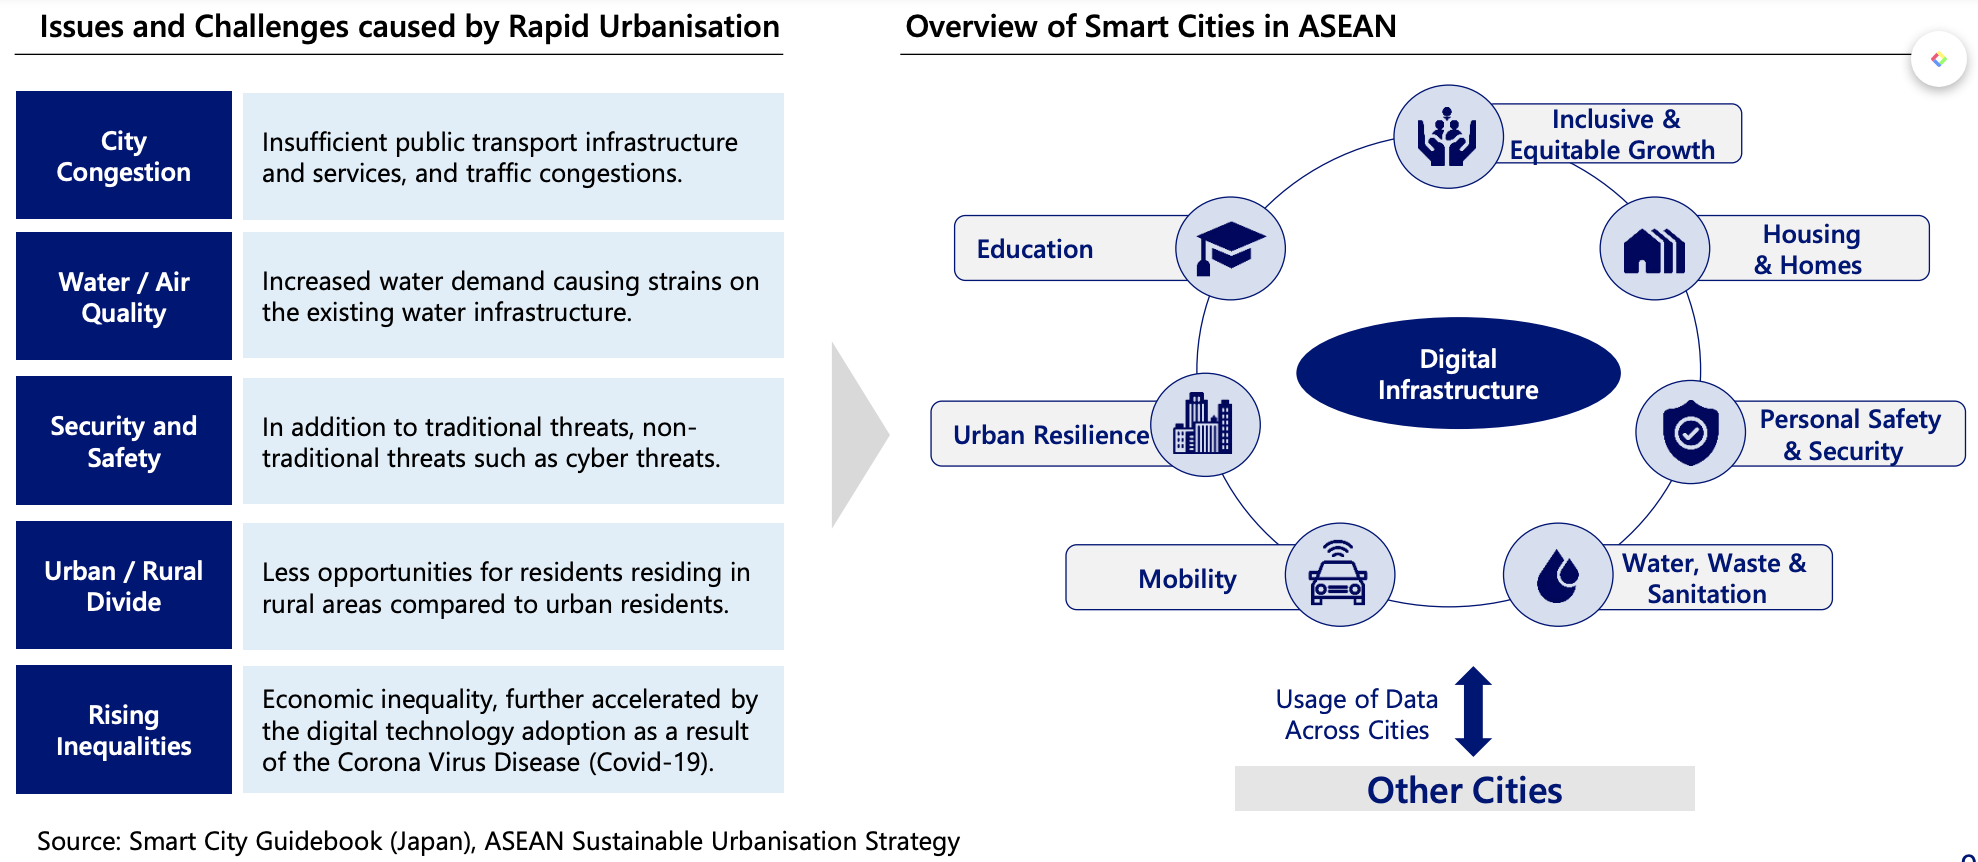 Issues and Challenges caused by Rapid Urbanisation
City
Congestion
Insufficient public transport infrastructure
and services, and traffic congestions.
Water / Air
Quality
Increased water demand causing strains on
the existing water infrastructure.
Security and
Safety
In addition to traditional threats, non-
traditional threats such as cyber threats.
Urban / Rural
Divide
Less opportunities for residents residing in
rural areas compared to urban residents.
Rising
Inequalities
Economic inequality, further accelerated by
the digital technology adoption as a result
of the Corona Virus Disease (Covid-19).
Overview of Smart Cities in ASEAN
Inclusive &
Equitable Growth
Education
Housing
& Homes
Digital
Infrastructure
Urban Resilience
Personal Safety
& Security
Mobility
Water, Waste &
Sanitation
Usage of Data
Across Cities
Other Cities
Source: Smart City Guidebook (Japan), ASEAN Sustainable Urbanisation Strategy